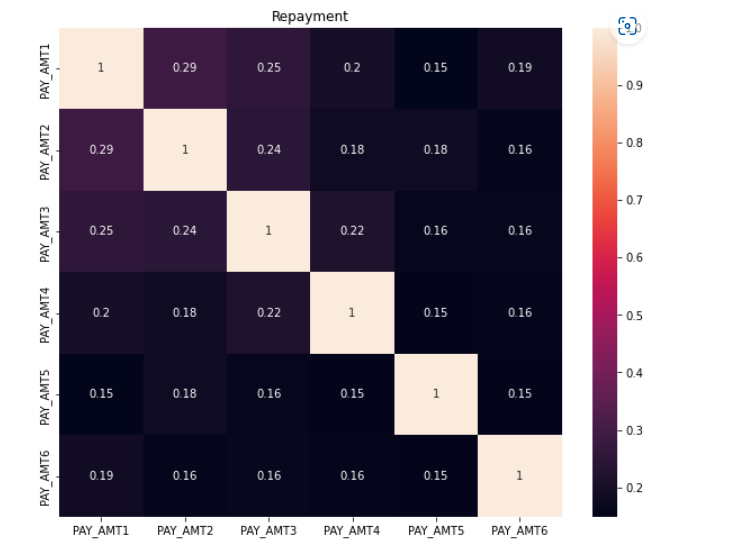 Repayment
PAY_AMT1 1 0.29 0.25 0.2 0.15 0.19
PAY_AMT2 0.29 1 0.24 0.18 0.18 0.16
PAY_AMT3 0.25 0.24 1 0.22 0.16 0.16
PAY_AMT4 0.2 0.18 0.22 1 0.15 0.16
PAY_AMT5 0.15 0.18 0.16 0.15 1 0.15
PAY_AMT6 0.19 0.16 0.16 0.16 0.15 1
PAY_AMT1 PAY_AMT2 PAY_AMT3 PAY_AMT4 PAY_AMT5 PAY_AMT6
0.9
0.8
0.7
0.6
0.5
0.4
0.3
0.2